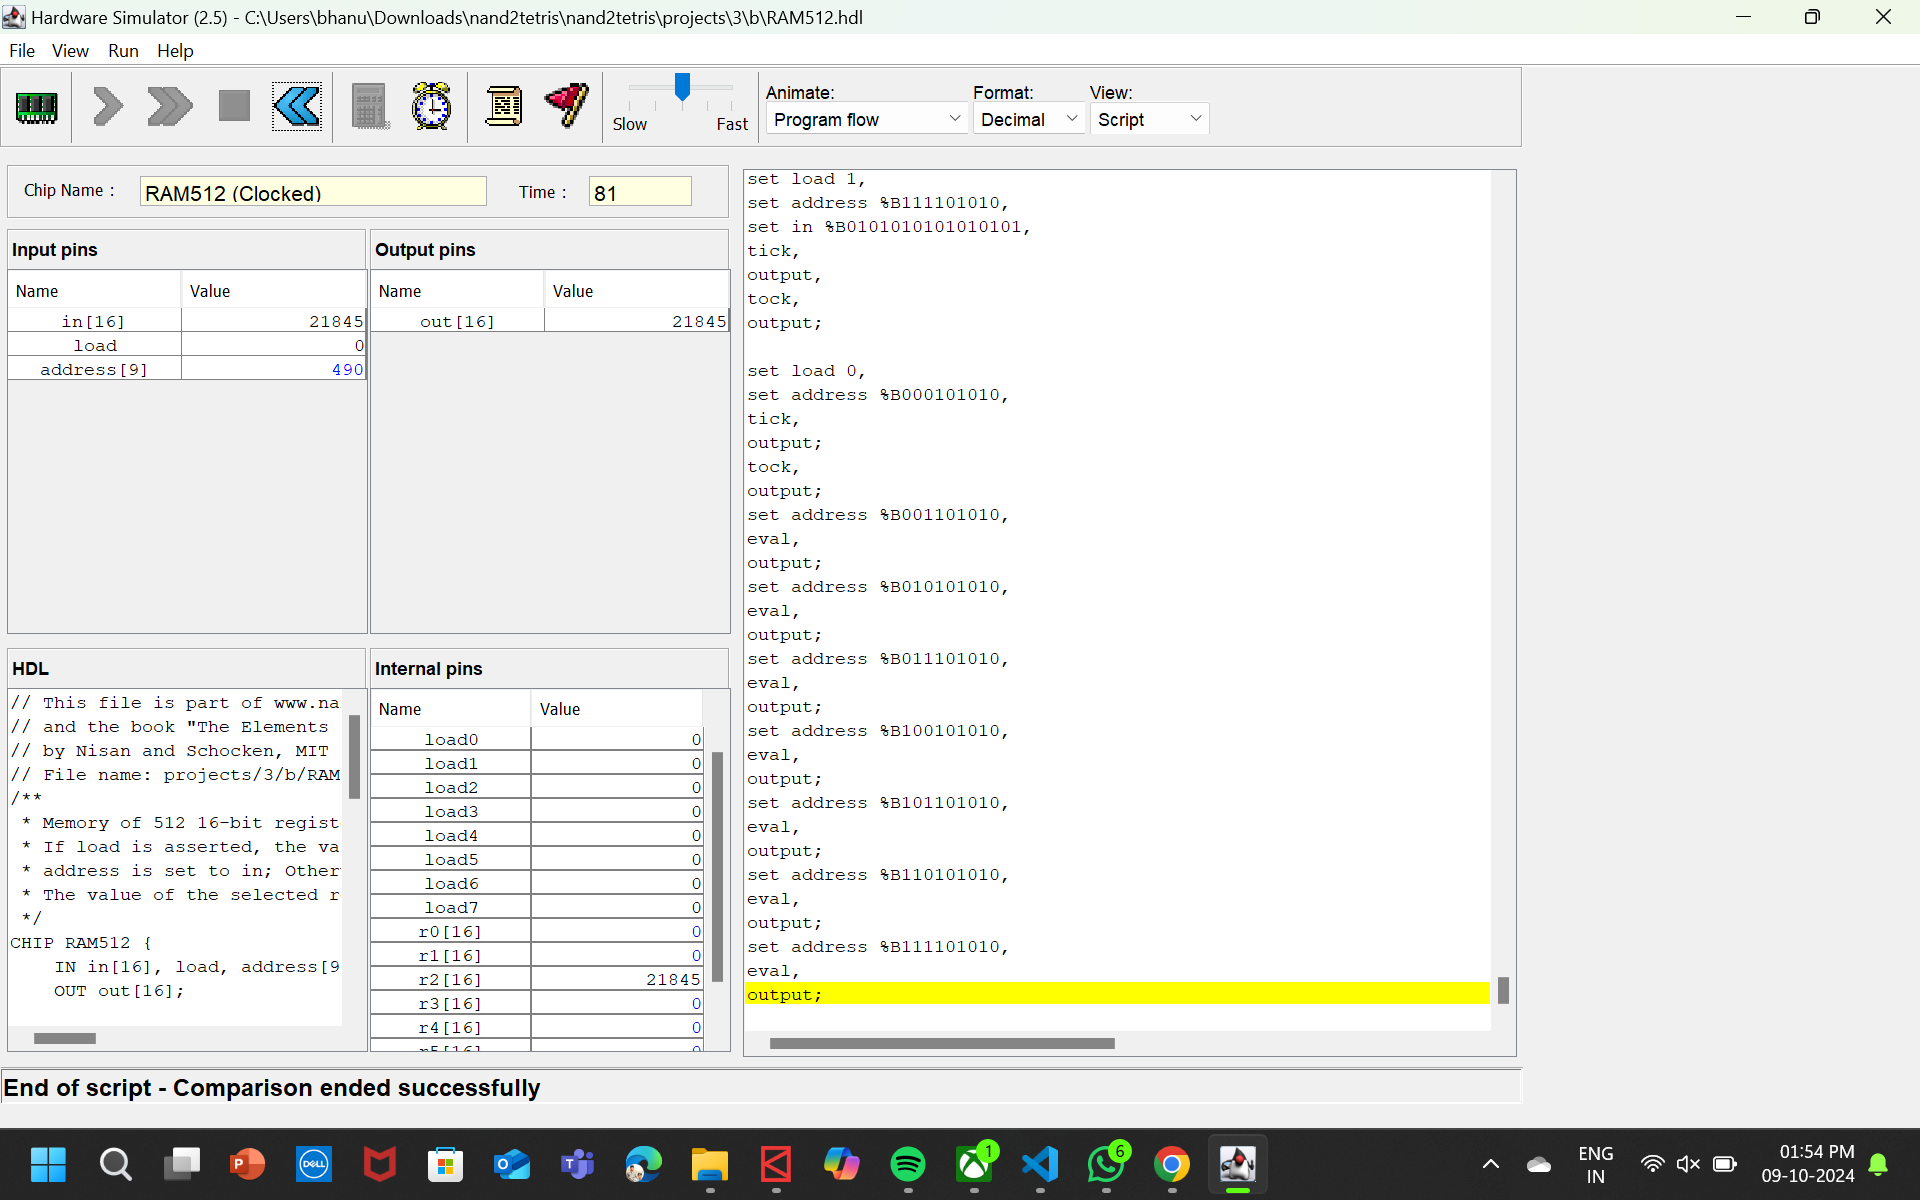 Hardware Simulator (2.5) - C:\Users\bhanu\Downloads\nand2tetris\nand2tetris\projects\3\b\RAM512.hdl
File View Run Help
Slow Fast
Animate: Format: View:
Program flow Decimal Script
Chip Name : RAM512 (Clocked) Time : 81
Input pins
Name Value
in[16] 21845
load 0
address[9] 490
Output pins
Name Value
out[16] 21845
HDL
// This file is part of www.na
// and the book "The Elements
// by Nisan and Schocken, MIT
// File name: projects/3/b/RAM
/**
* Memory of 512 16-bit regist
* If load is asserted, the va
* address is set to in; Other
* The value of the selected r
*/
CHIP RAM512 {
IN in[16], load, address[9
OUT out[16];
Internal pins
Name Value
load0 0
load1 0
load2 0
load3 0
load4 0
load5 0
load6 0
load7 0
r0[16] 0
r1[16] 0
r2[16] 21845
r3[16] 0
r4[16] 0
r5[16] 0
set load 1,
set address %B111101010,
set in %B0101010101010101,
tick,
output,
tock,
output;
set load 0,
set address %B000101010,
tick,
output;
tock,
output;
set address %B001101010,
eval,
output;
set address %B010101010,
eval,
output;
set address %B011101010,
eval,
output;
set address %B100101010,
eval,
output;
set address %B101101010,
eval,
output;
set address %B110101010,
eval,
output;
set address %B111101010,
eval,
output;
End of script - Comparison ended successfully
P DELL O T 1 6
ENG
IN
01:54 PM
09-10-2024